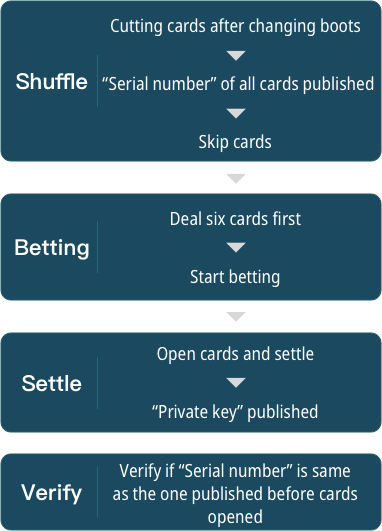 Shuffle
Cutting cards after changing boots
“Serial number” of all cards published
Skip cards
Betting
Deal six cards first
Start betting
Settle
Open cards and settle
“Private key” published
Verify
Verify if “Serial number” is same
as the one published before cards
opened